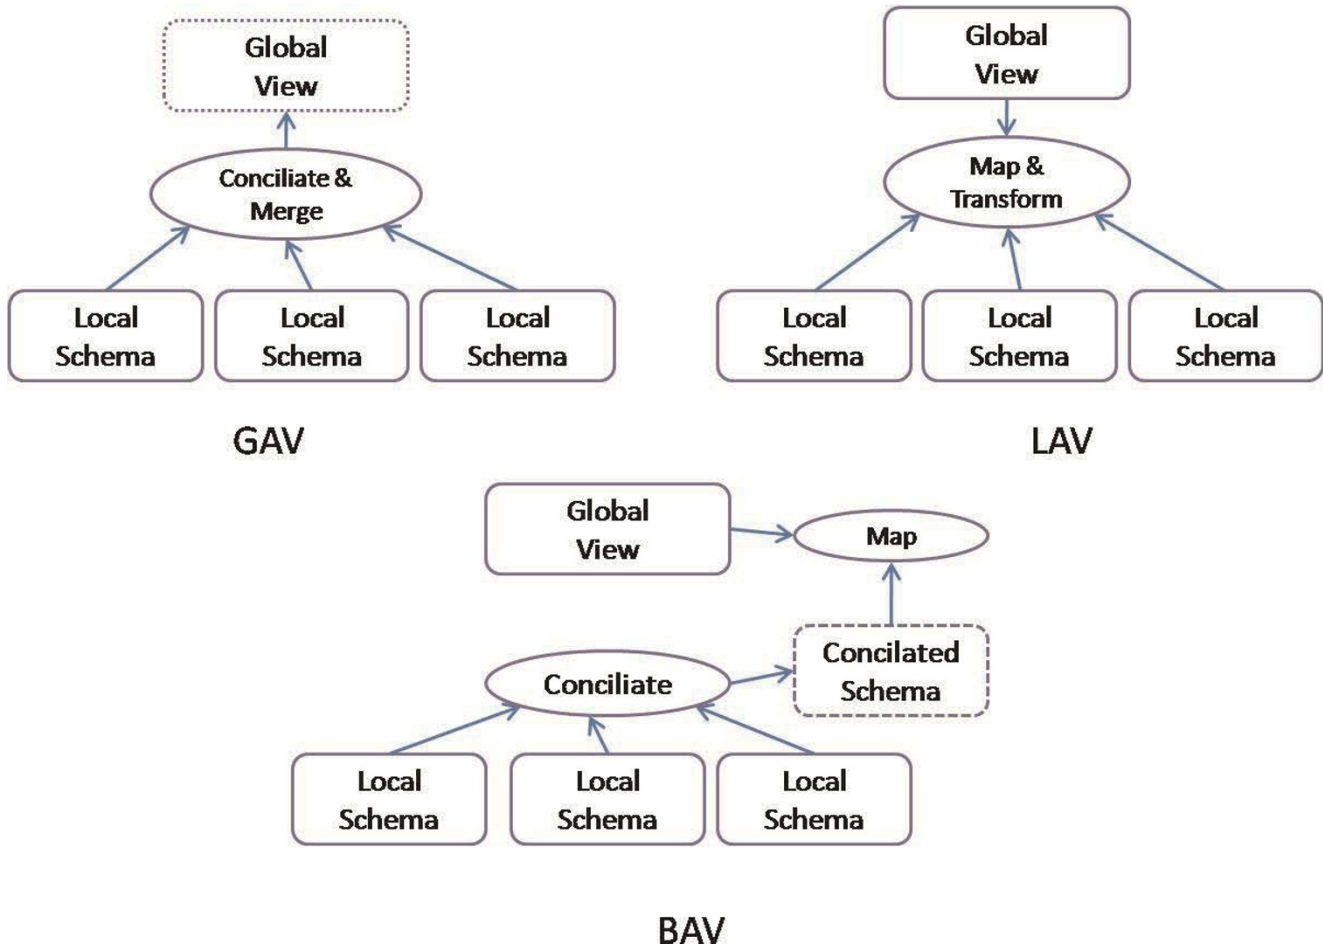 Global
View
Conciliate &
Merge
Local
Schema
Local
Schema
Local
Schema
GAV
Global
View
Map &
Transform
Local
Schema
Local
Schema
Local
Schema
LAV
Global
View
Map
Concilated
Schema
Conciliate
Local
Schema
Local
Schema
Local
Schema
BAV